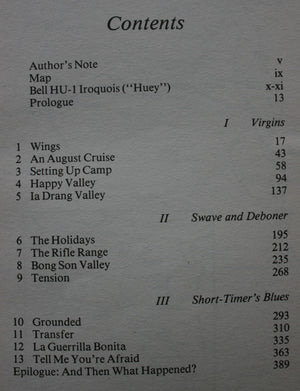 Contents
Author's Note v
Map ix
Bell HU-1 Iroquois ("Huey") x-xi
Prologue 13
I Virgins
1 Wings 17
2 An August Cruise 43
3 Setting Up Camp 58
4 Happy Valley 94
5 Ia Drang Valley 137
II Swave and Deboner
6 The Holidays 195
7 The Rifle Range 212
8 Bong Son Valley 235
9 Tension 268
III Short-Timer's Blues
10 Grounded 293
11 Transfer 310
12 La Guerrilla Bonita 335
13 Tell Me You're Afraid 363
Epilogue: And Then What Happened? 389